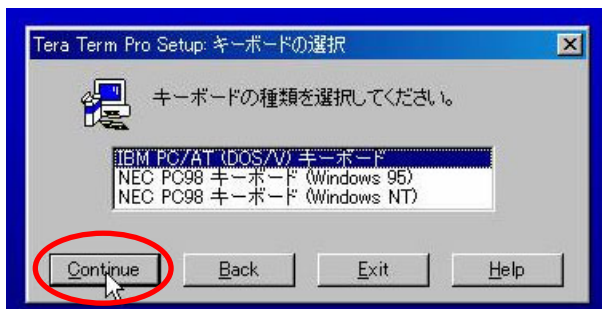 Tera Term Pro Setup: キーボードの選択
キーボードの種類を選択してください。
IBM PC/AT (DOS/V) キーボード
NEC PC98 キーボード (Windows 95)
NEC PC98 キーボード (Windows NT)
Continue Back Exit Help